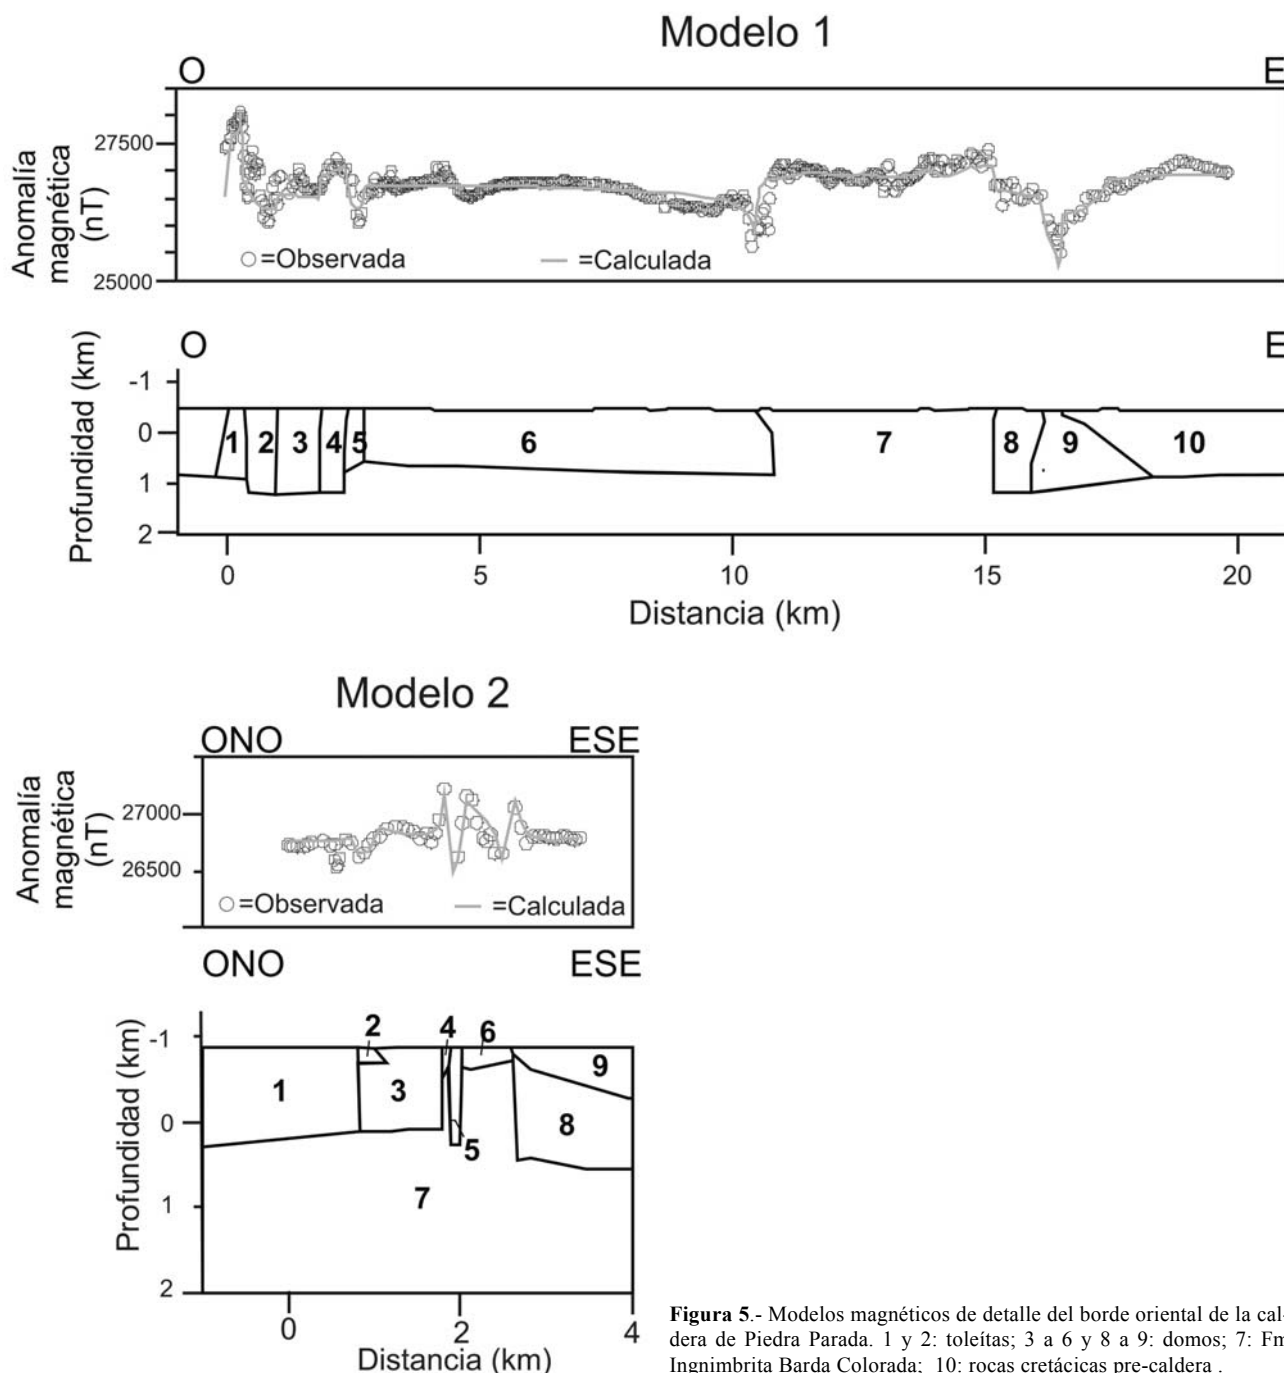 Modelo 1
O E
Anomalía
magnética
(nT)
27500
25000
=Observada =Calculada
O E
Profundidad (km)
-1
0
1
2
1 2 3 4 5 6 7 8 9 10
0 5 10 15 20
Distancia (km)
Modelo 2
ONO ESE
Anomalía
magnética
(nT)
27000
26500
=Observada =Calculada
ONO ESE
Profundidad (km)
-1
0
1
2
2 4 6
9
1 3
8
5
7
0 2 4
Distancia (km)
Figura 5.- Modelos magnéticos de detalle del borde oriental de la cal-
dera de Piedra Parada. 1 y 2: toleítas; 3 a 6 y 8 a 9: domos; 7: Fm
Ingnimbrita Barda Colorada; 10: rocas cretácicas pre-caldera .